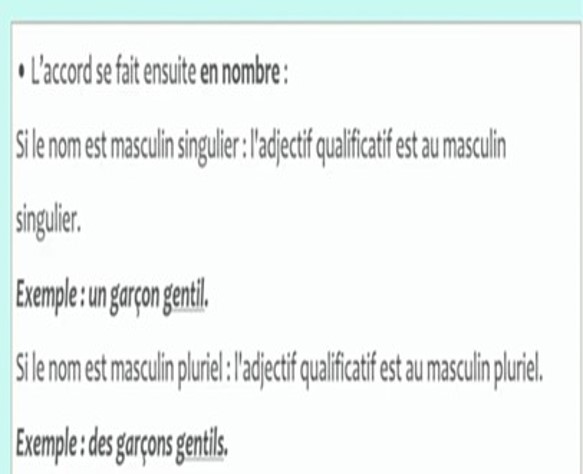 • L'accord se fait ensuite en nombre :
Si le nom est masculin singulier : l'adjectif qualificatif est au masculin
singulier.
Exemple : un garçon gentil.
Si le nom est masculin pluriel : l'adjectif qualificatif est au masculin pluriel.
Exemple : des garçons gentils.